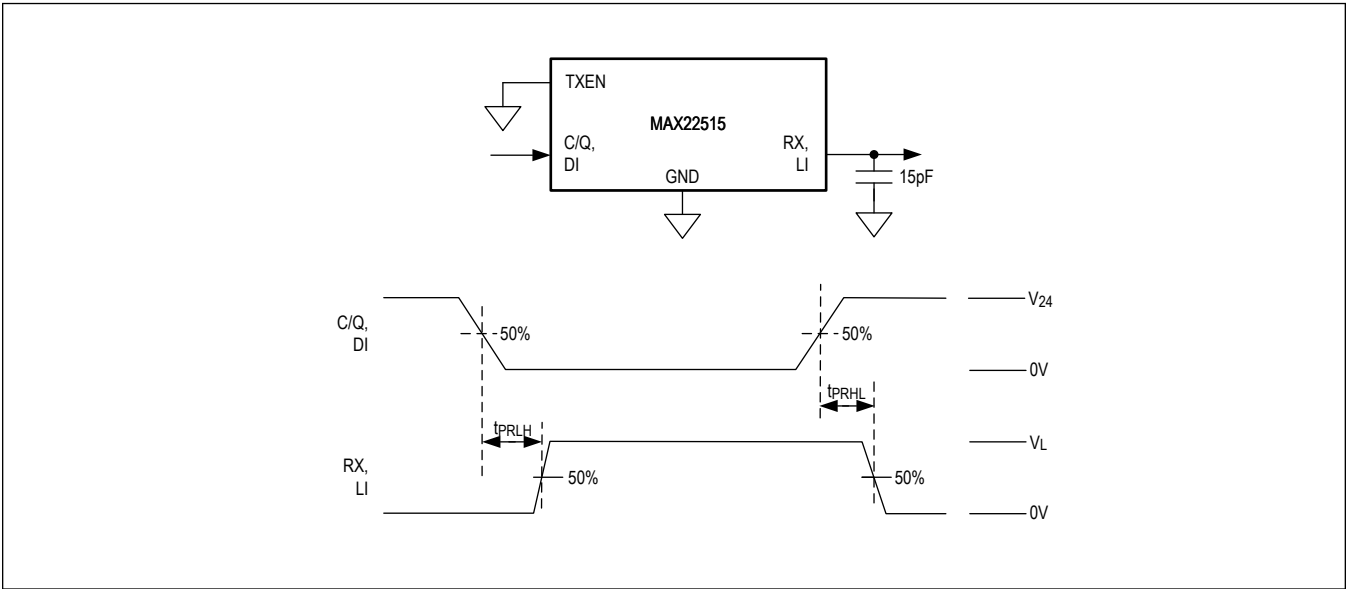 TXEN
MAX22515
C/Q,
DI
RX,
LI
GND
15pF
C/Q,
DI
50%
50%
V24
0V
tPRLH
tPRHL
RX,
LI
50%
50%
VL
0V